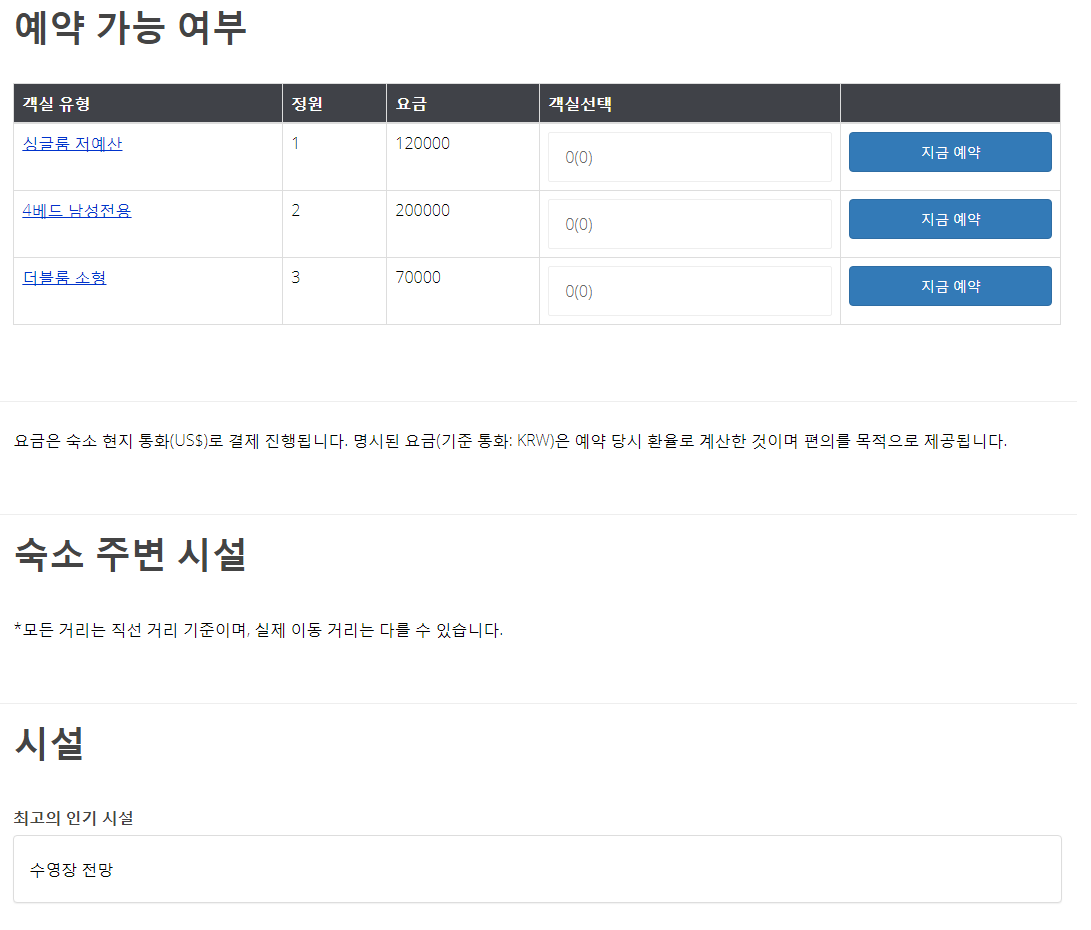 예약 가능 여부
객실 유형 정원 요금 객실선택
싱글룸 저예산 1 120000 0(0) 지금 예약
4베드 남성전용 2 200000 0(0) 지금 예약
더블룸 소형 3 70000 0(0) 지금 예약
요금은 숙소 현지 통화(US$)로 결제 진행됩니다. 명시된 요금(기준 통화: KRW)은 예약 당시 환율로 계산한 것이며 편의를 목적으로 제공됩니다.
숙소 주변 시설
*모든 거리는 직선 거리 기준이며, 실제 이동 거리는 다를 수 있습니다.
시설
최고의 인기 시설
수영장 전망